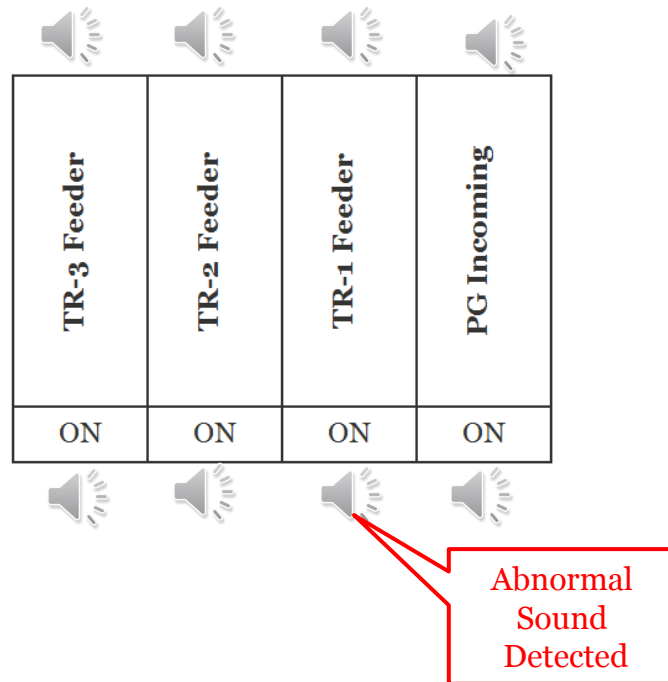 TR-3 Feeder
TR-2 Feeder
TR-1 Feeder
PG Incoming
ON
ON
ON
ON
Abnormal
Sound
Detected